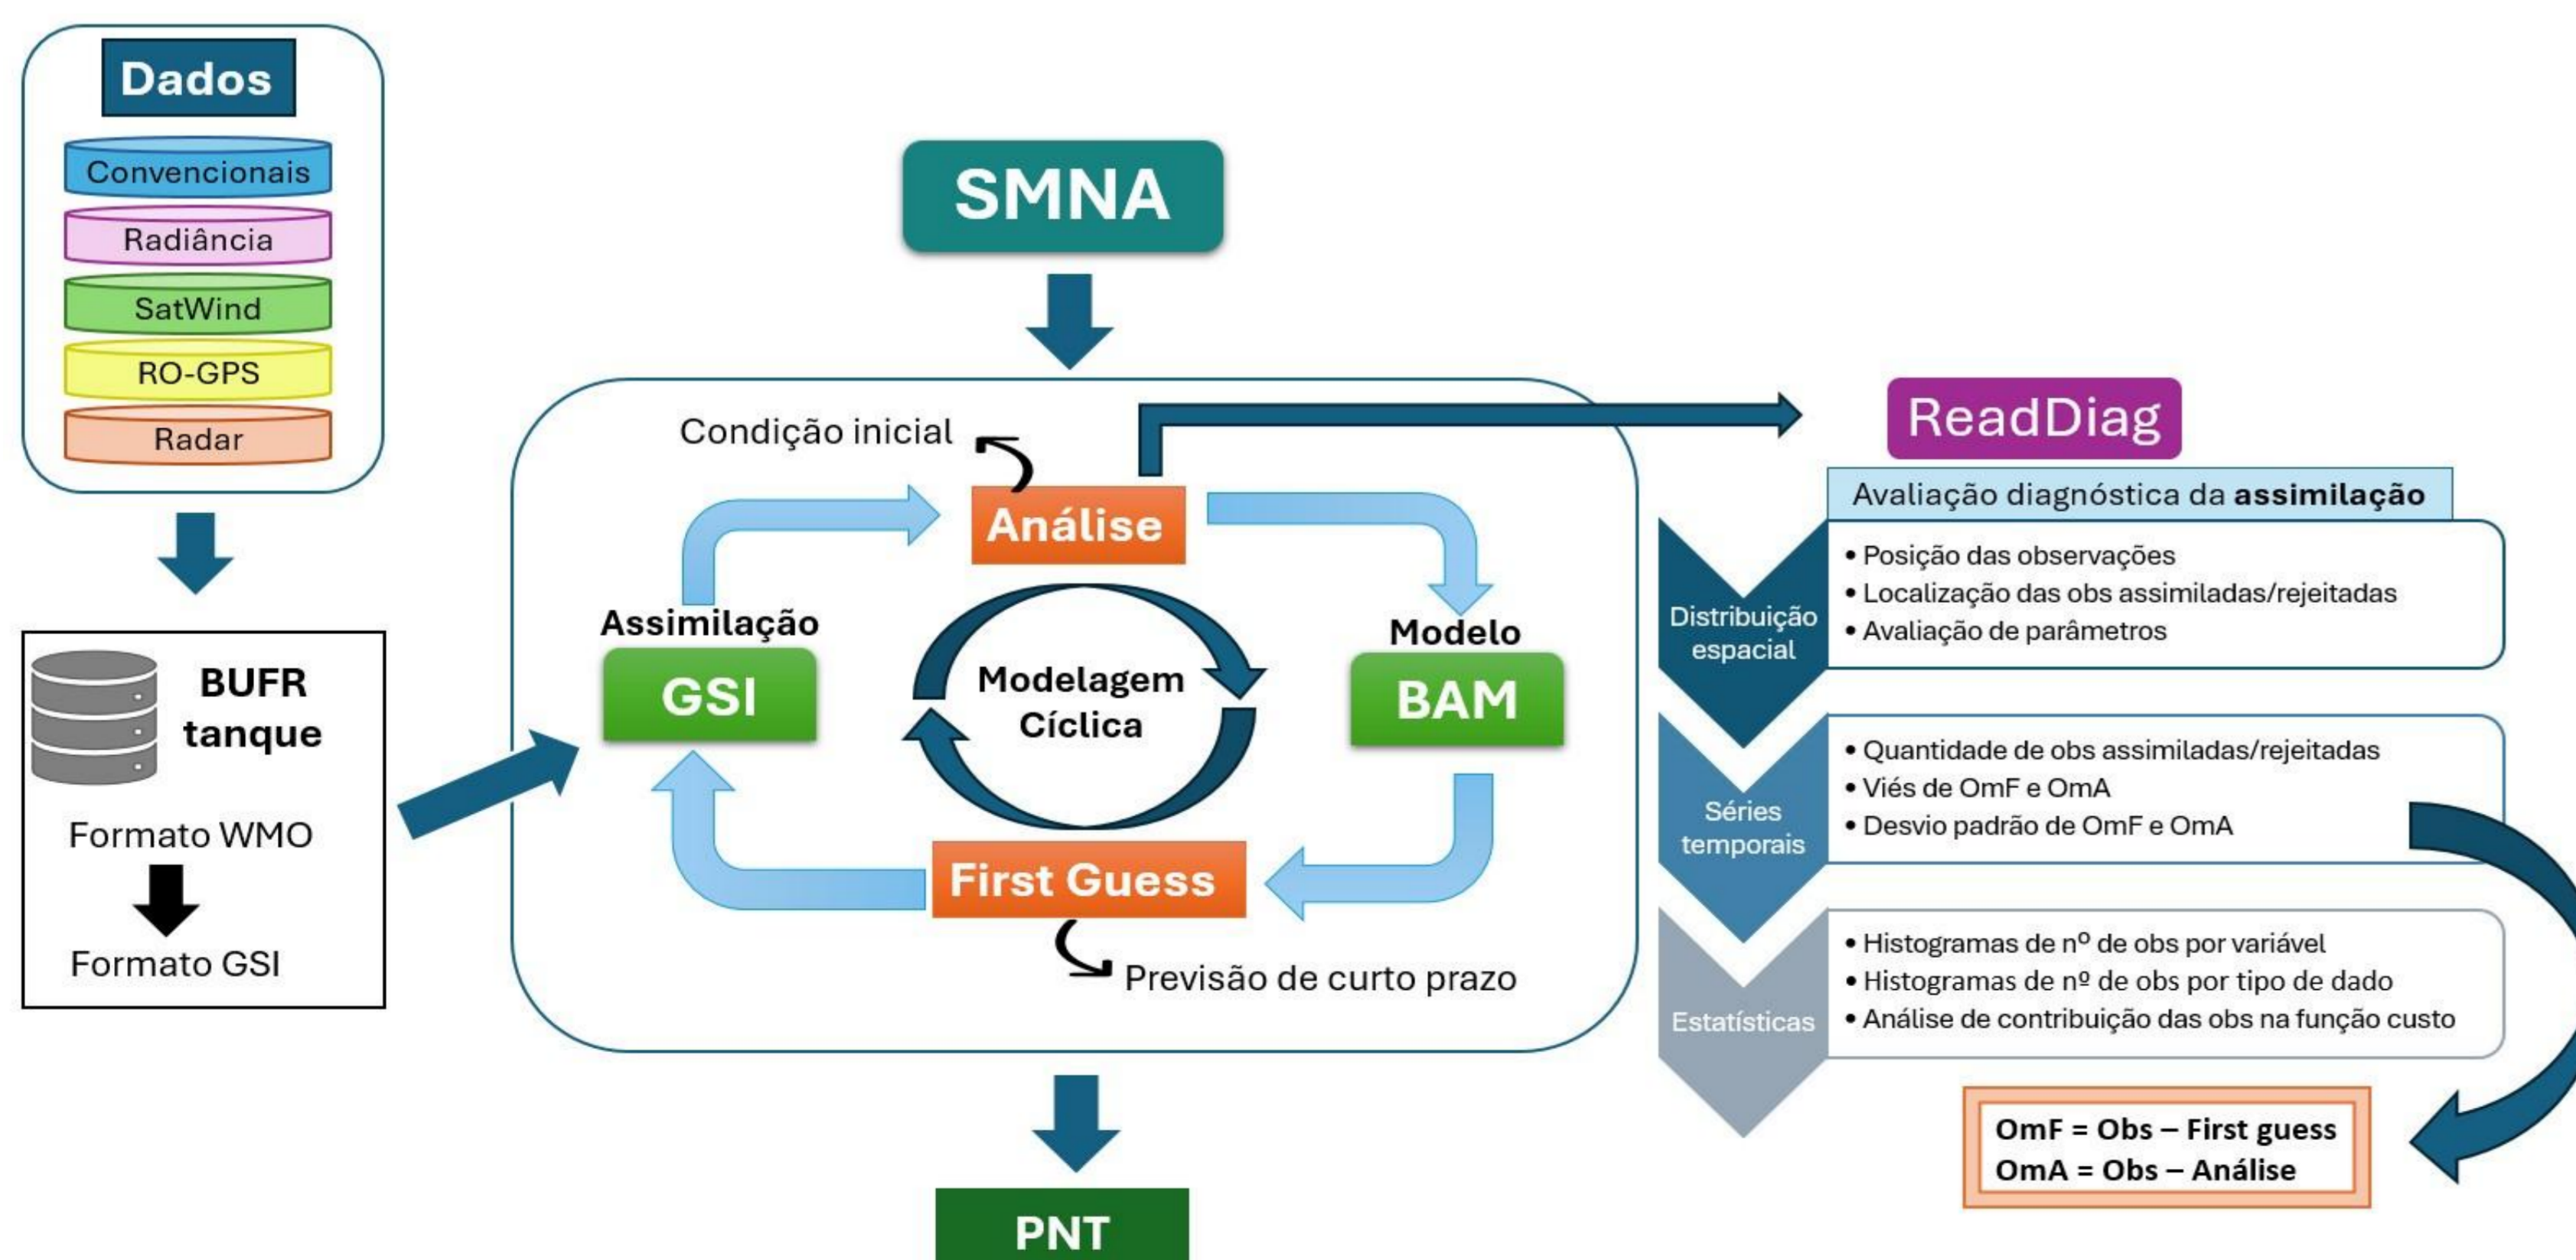 Dados
Convencionais
Radiância
SatWind
RO-GPS
Radar
BUFR
tanque
Formato WMO
Formato GSI
SMNA
Condição inicial
Análise
Assimilação
GSI
Modelagem
Cíclica
Modelo
BAM
First Guess
Previsão de curto prazo
PNT
ReadDiag
Avaliação diagnóstica da assimilação
Distribuição
espacial
• Posição das observações
• Localização das obs assimiladas/rejeitadas
• Avaliação de parâmetros
Séries
temporais
• Quantidade de obs assimiladas/rejeitadas
• Viés de OmF e OmA
• Desvio padrão de OmF e OmA
Estatísticas
• Histogramas de nº de obs por variável
• Histogramas de nº de obs por tipo de dado
• Análise de contribuição das obs na função custo
OmF = Obs – First guess
OmA = Obs – Análise